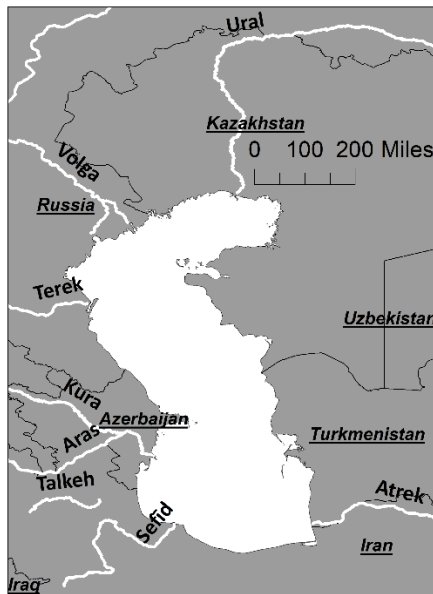 Ural
Kazakhstan
0 100 200 Miles
Volga
Russia
Terek
Uzbekistan
Kura
Azerbaijan
Aras
Turkmenistan
Talkeh
Atrek
Sefid
Iran
Iraq